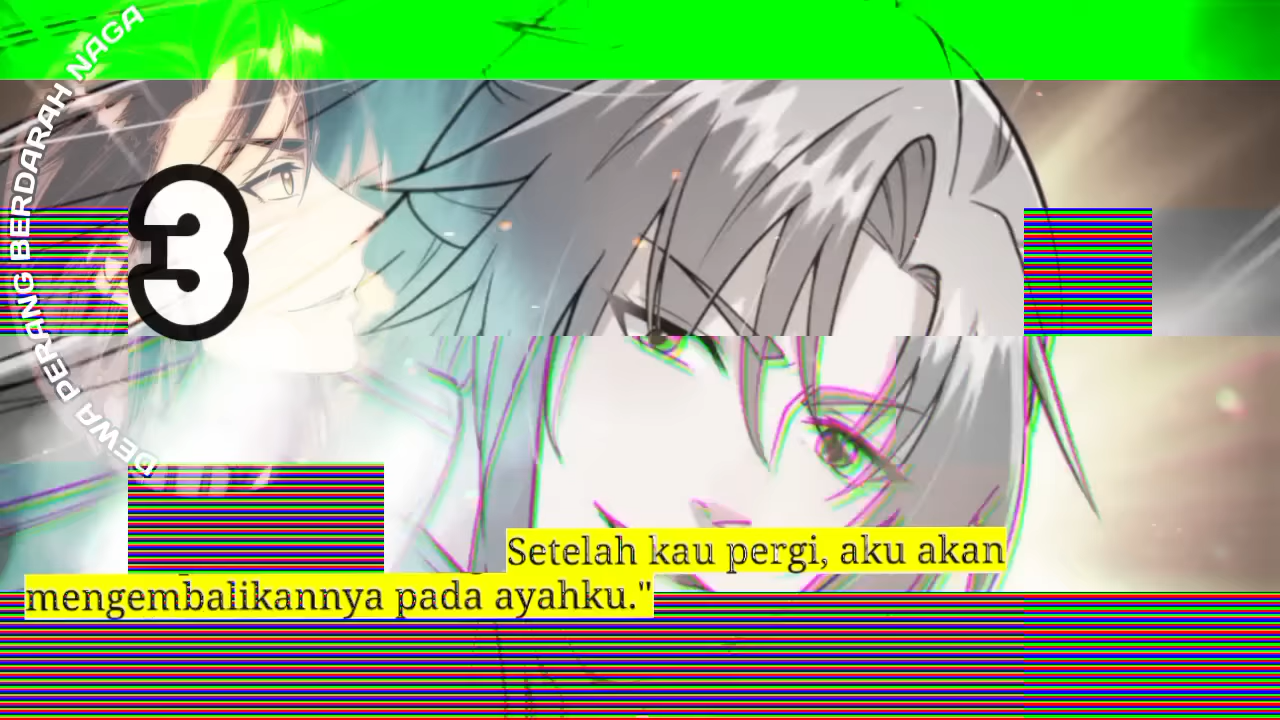 DEWA PERANG BERDARAH NAGA
3
Setelah kau pergi, aku akan
mengembalikannya pada ayahku."